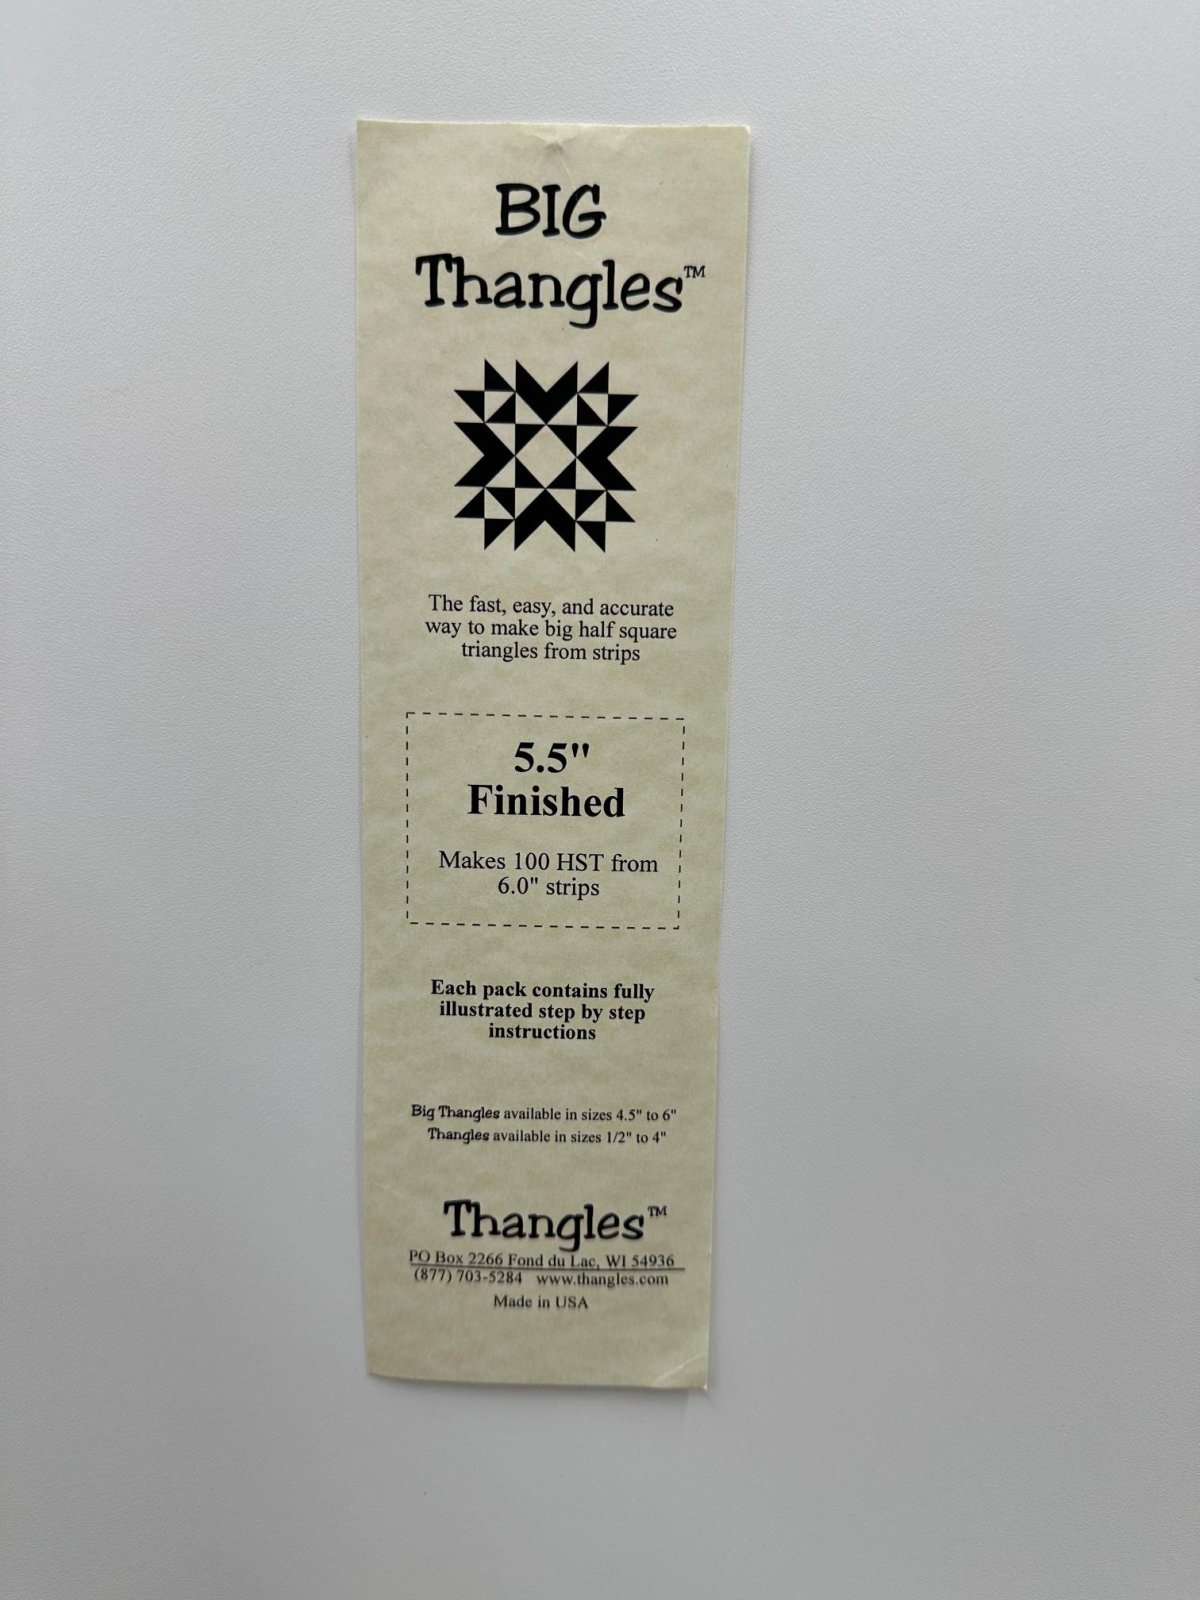 BIG
Thangles™
The fast, easy, and accurate
way to make big half square
triangles from strips
5.5"
Finished
Makes 100 HST from
6.0" strips
Each pack contains fully
illustrated step by step
instructions
Big Thangles available in sizes 4.5" to 6"
Thangles available in sizes 1/2" to 4"
Thangles™
PO Box 2266 Fond du Lac, WI 54936
(877) 703-5284 www.thangles.com
Made in USA